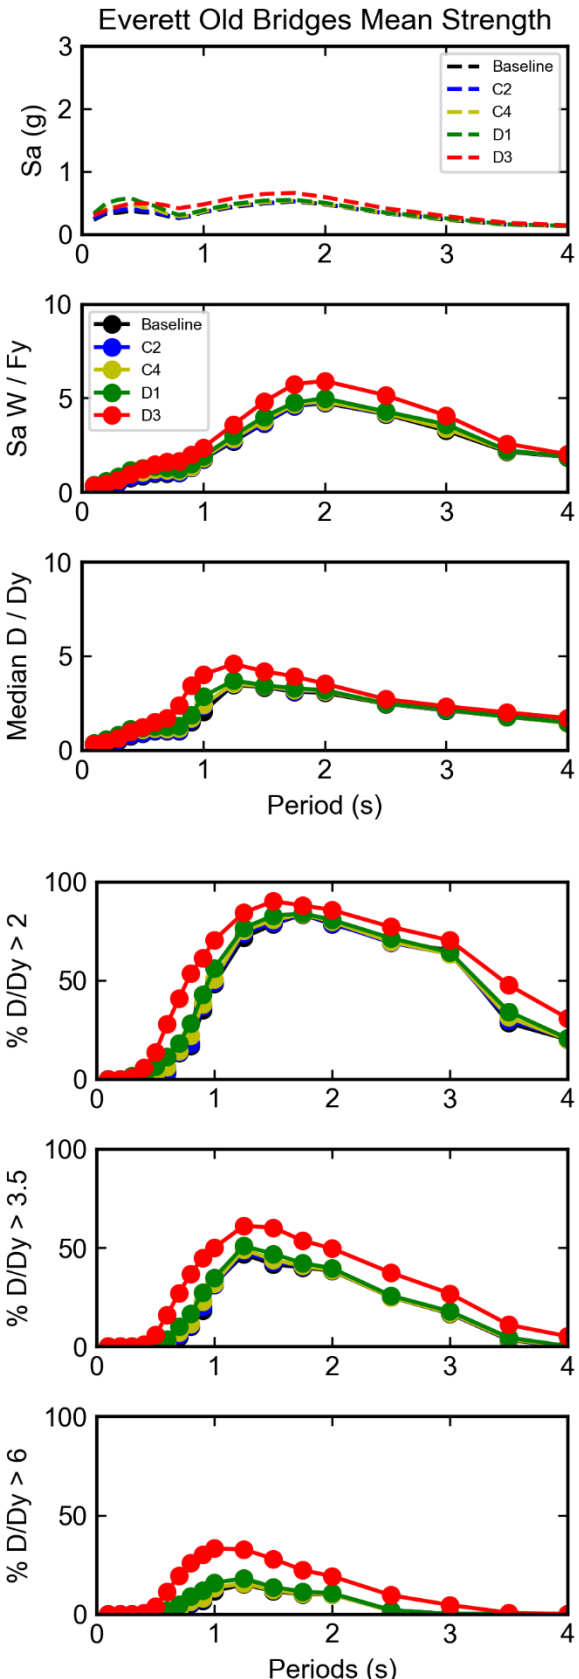 Everett Old Bridges Mean Strength
3
2
1
0
Sa (g)
Baseline
C2
C4
D1
D3
0 1 2 3 4
10
5
0
Sa W / Fy
Baseline
C2
C4
D1
D3
0 1 2 3 4
10
5
0
Median D / Dy
0 1 2 3 4
Period (s)
100
50
0
% D/Dy > 2
0 1 2 3 4
100
50
0
% D/Dy > 3.5
0 1 2 3 4
100
50
0
% D/Dy > 6
0 1 2 3 4
Periods (s)